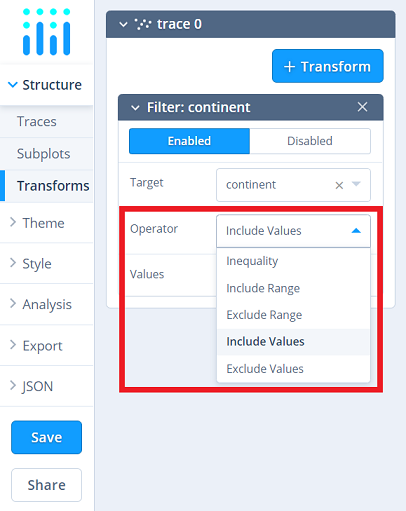 Structure
Traces
Subplots
Transforms
Theme
Style
Analysis
Export
JSON
Save
Share
trace 0
+ Transform
Filter: continent
Enabled Disabled
Target continent
Operator Include Values
Values
Inequality
Include Range
Exclude Range
Include Values
Exclude Values